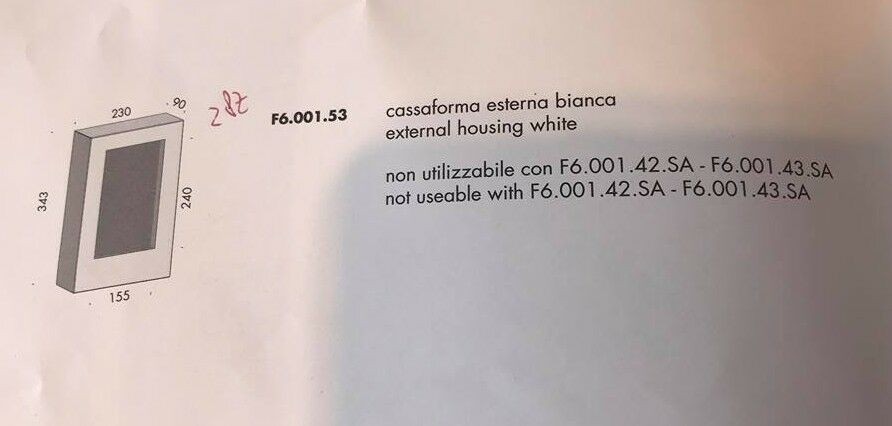 230
90
343
240
155
F6.001.53
cassaforma esterna bianca
external housing white
non utilizzabile con F6.001.42.SA - F6.001.43.SA
not useable with F6.001.42.SA - F6.001.43.SA